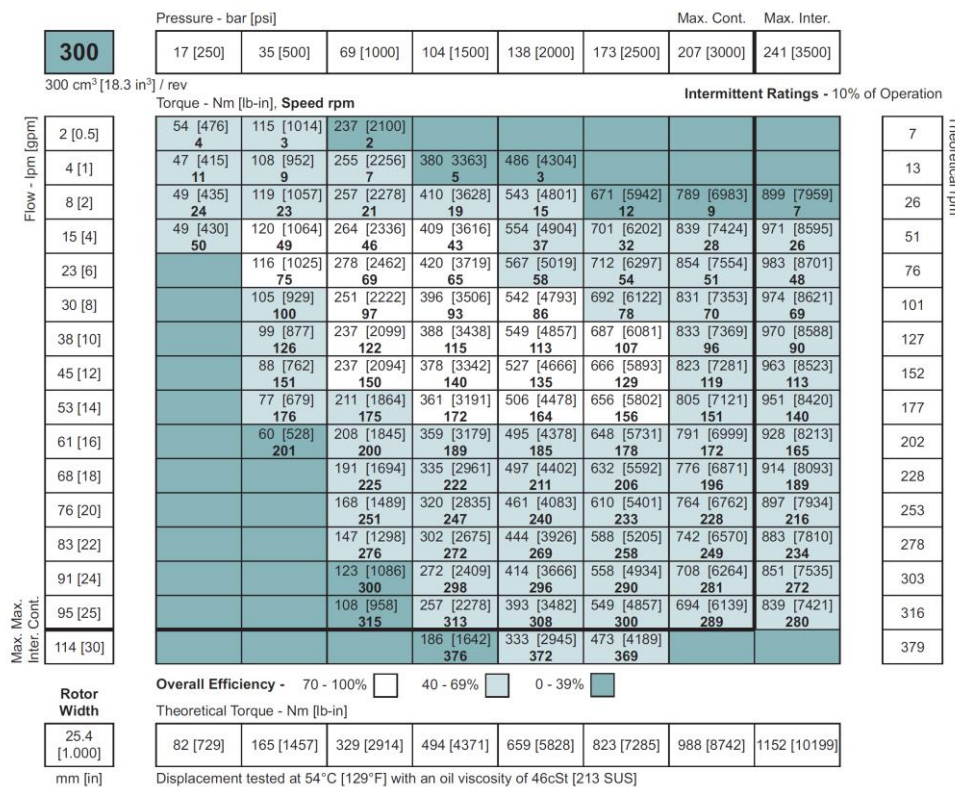 Pressure - bar [psi] Max. Cont. Max. Inter.
300 17 [250] 35 [500] 69 [1000] 104 [1500] 138 [2000] 173 [2500] 207 [3000] 241 [3500]
300 cm³ [18.3 in³] / rev
Intermittent Ratings - 10% of Operation
Torque - Nm [lb-in], Speed rpm
Flow - lpm [gpm]
Theoretical rpm
2 [0.5] 54 [476] 115 [1014] 237 [2100] 7
4 3 2
4 [1] 47 [415] 108 [952] 255 [2256] 380 3363] 486 [4304] 13
11 9 7 5 3
8 [2] 49 [435] 119 [1057] 257 [2278] 410 [3628] 543 [4801] 671 [5942] 789 [6983] 899 [7959] 26
24 23 21 19 15 12 9 7
15 [4] 49 [430] 120 [1064] 264 [2336] 409 [3616] 554 [4904] 701 [6202] 839 [7424] 971 [8595] 51
50 49 46 43 37 32 28 26
23 [6] 116 [1025] 278 [2462] 420 [3719] 567 [5019] 712 [6297] 854 [7554] 983 [8701] 76
75 69 65 58 54 51 48
30 [8] 105 [929] 251 [2222] 396 [3506] 542 [4793] 692 [6122] 831 [7353] 974 [8621] 101
100 97 93 86 78 70 69
38 [10] 99 [877] 237 [2099] 388 [3438] 549 [4857] 687 [6081] 833 [7369] 970 [8588] 127
126 122 115 113 107 96 90
45 [12] 88 [762] 237 [2094] 378 [3342] 527 [4666] 666 [5893] 823 [7281] 963 [8523] 152
151 150 140 135 129 119 113
53 [14] 77 [679] 211 [1864] 361 [3191] 506 [4478] 656 [5802] 805 [7121] 951 [8420] 177
176 175 172 164 156 151 140
61 [16] 60 [528] 208 [1845] 359 [3179] 495 [4378] 648 [5731] 791 [6999] 928 [8213] 202
201 200 189 185 178 172 165
68 [18] 191 [1694] 335 [2961] 497 [4402] 632 [5592] 776 [6871] 914 [8093] 228
225 222 211 206 196 189
76 [20] 168 [1489] 320 [2835] 461 [4083] 610 [5401] 764 [6762] 897 [7934] 253
251 247 240 233 228 216
83 [22] 147 [1298] 302 [2675] 444 [3926] 588 [5205] 742 [6570] 883 [7810] 278
276 272 269 258 249 234
91 [24] 123 [1086] 272 [2409] 414 [3666] 558 [4934] 708 [6264] 851 [7535] 303
300 298 296 290 281 272
95 [25] 108 [958] 257 [2278] 393 [3482] 549 [4857] 694 [6139] 839 [7421] 316
315 313 308 300 289 280
114 [30] 186 [1642] 333 [2945] 473 [4189] 379
376 372 369
Max. Max.
Inter. Cont.
Overall Efficiency - 70 - 100% 40 - 69% 0 - 39%
Rotor
Width
Theoretical Torque - Nm [lb-in]
25.4
[1.000]
82 [729] 165 [1457] 329 [2914] 494 [4371] 659 [5828] 823 [7285] 988 [8742] 1152 [10199]
mm [in]
Displacement tested at 54°C [129°F] with an oil viscosity of 46cSt [213 SUS]